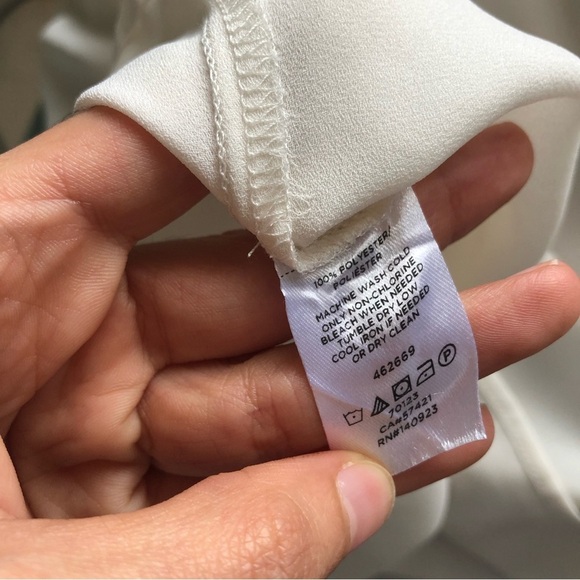 100% POLYESTER/
POLIÉSTER
MACHINE WASH COLD
ONLY NON-CHLORINE
BLEACH WHEN NEEDED
TUMBLE DRY LOW
COOL IRON IF NEEDED
OR DRY CLEAN
462669
P
70123
CA#57421
RN#140923